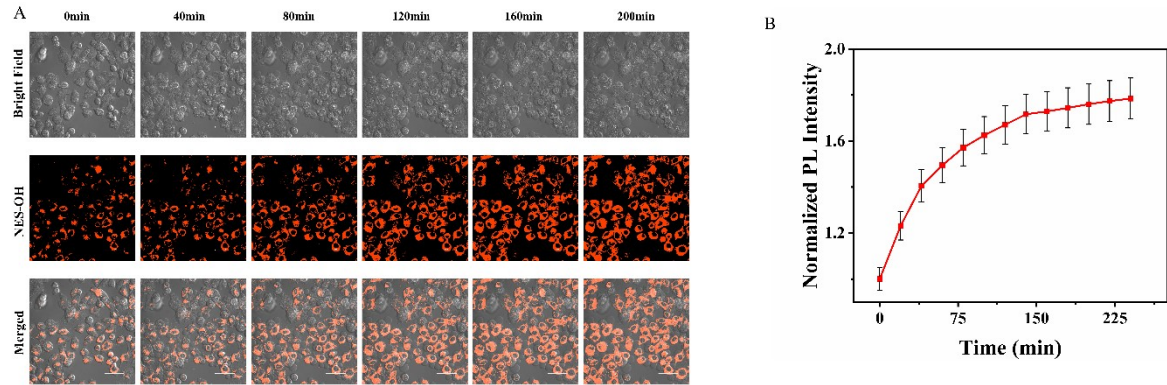 A
0min 40min 80min 120min 160min 200min
Bright Field
NES-OH
Merged
B
Normalized PL Intensity
2.0
1.6
1.2
0 75 150 225
Time (min)